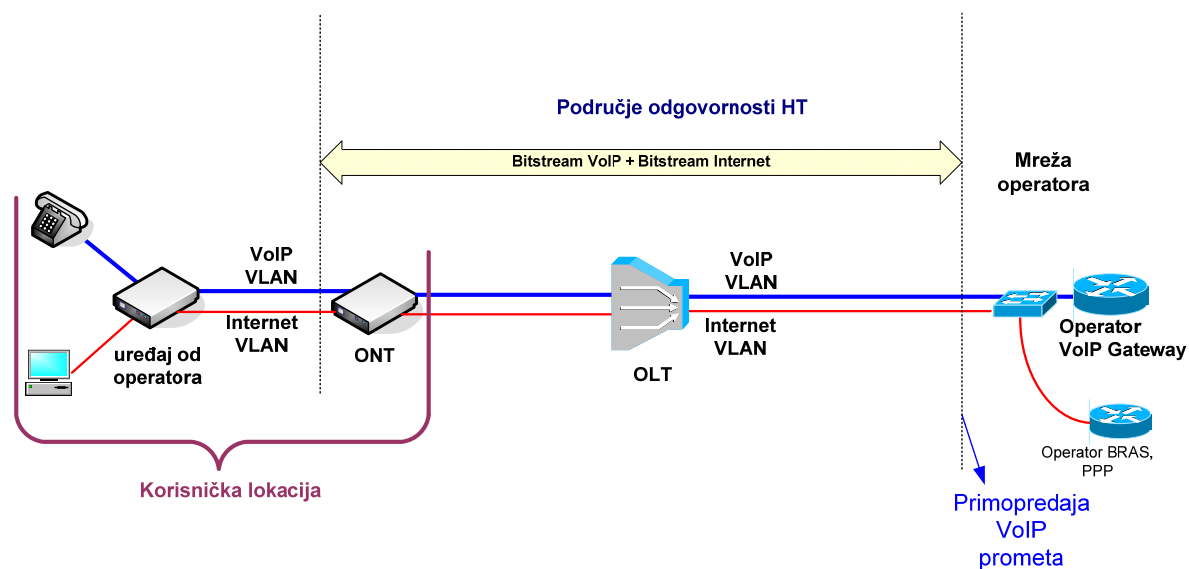 Područje odgovornosti HT
Bitstream VoIP + Bitstream Internet
Mreža
operatora
VoIP
VLAN
Internet
VLAN
uređaj od
operatora
ONT
OLT
VoIP
VLAN
Internet
VLAN
Operator
VoIP Gateway
Operator BRAS,
PPP
Korisnička lokacija
Primopredaja
VoIP
prometa